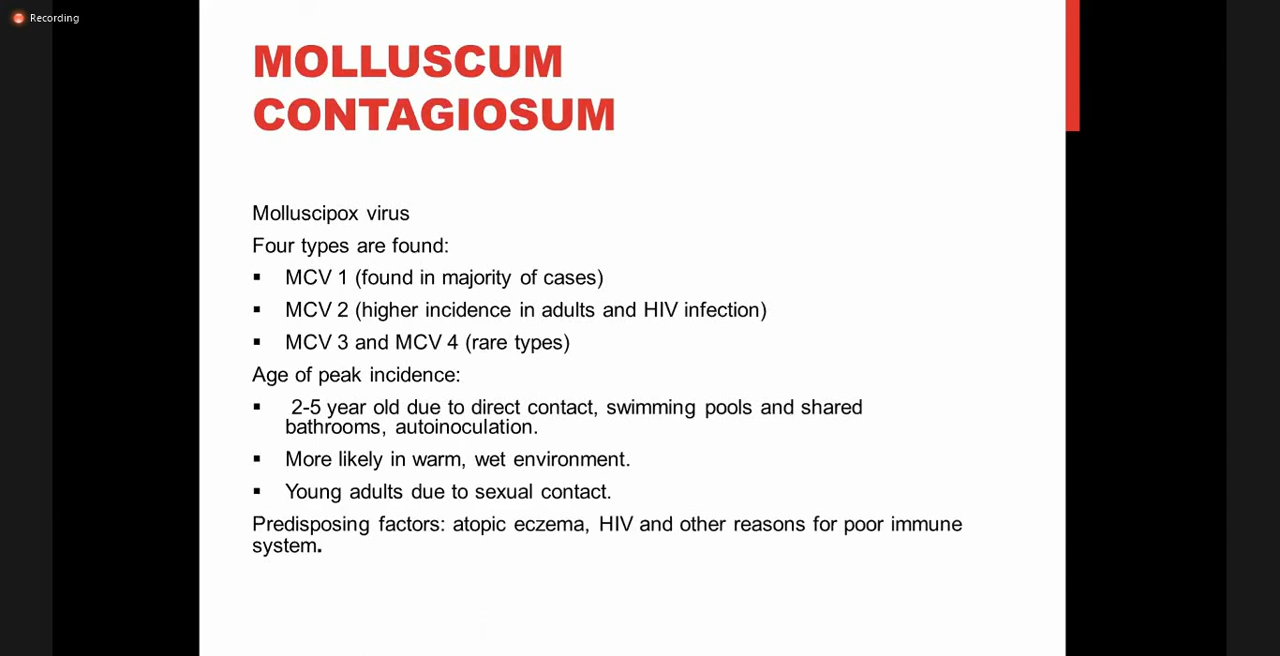 Recording
MOLLUSCUM
CONTAGIOSUM
Molluscipox virus
Four types are found:
▪ MCV 1 (found in majority of cases)
▪ MCV 2 (higher incidence in adults and HIV infection)
▪ MCV 3 and MCV 4 (rare types)
Age of peak incidence:
▪ 2-5 year old due to direct contact, swimming pools and shared
bathrooms, autoinoculation.
▪ More likely in warm, wet environment.
▪ Young adults due to sexual contact.
Predisposing factors: atopic eczema, HIV and other reasons for poor immune
system.